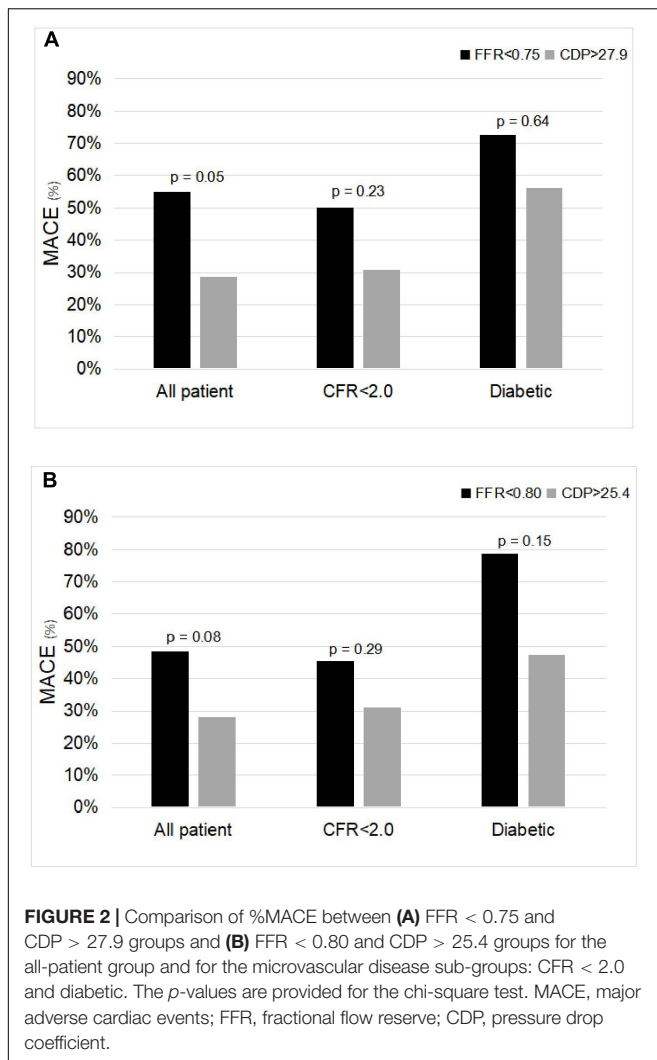 A
FFR<0.75 CDP>27.9
90%
80%
70%
60%
50%
40%
30%
20%
10%
0%
MACE (%)
p = 0.05
p = 0.23
p = 0.64
All patient CFR<2.0 Diabetic
B
FFR<0.80 CDP>25.4
90%
80%
70%
60%
50%
40%
30%
20%
10%
0%
MACE (%)
p = 0.08
p = 0.29
p = 0.15
All patient CFR<2.0 Diabetic
FIGURE 2 | Comparison of %MACE between (A) FFR < 0.75 and
CDP > 27.9 groups and (B) FFR < 0.80 and CDP > 25.4 groups for the
all-patient group and for the microvascular disease sub-groups: CFR < 2.0
and diabetic. The p-values are provided for the chi-square test. MACE, major
adverse cardiac events; FFR, fractional flow reserve; CDP, pressure drop
coefficient.